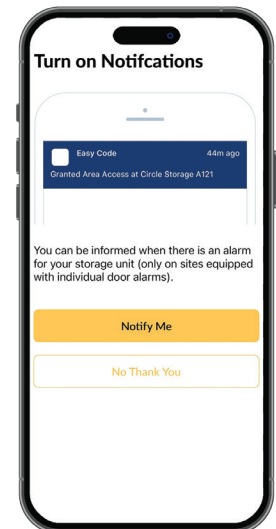 Turn on Notifcations
Easy Code 44m ago
Granted Area Access at Circle Storage A121
You can be informed when there is an alarm
for your storage unit (only on sites equipped
with individual door alarms).
Notify Me
No Thank You